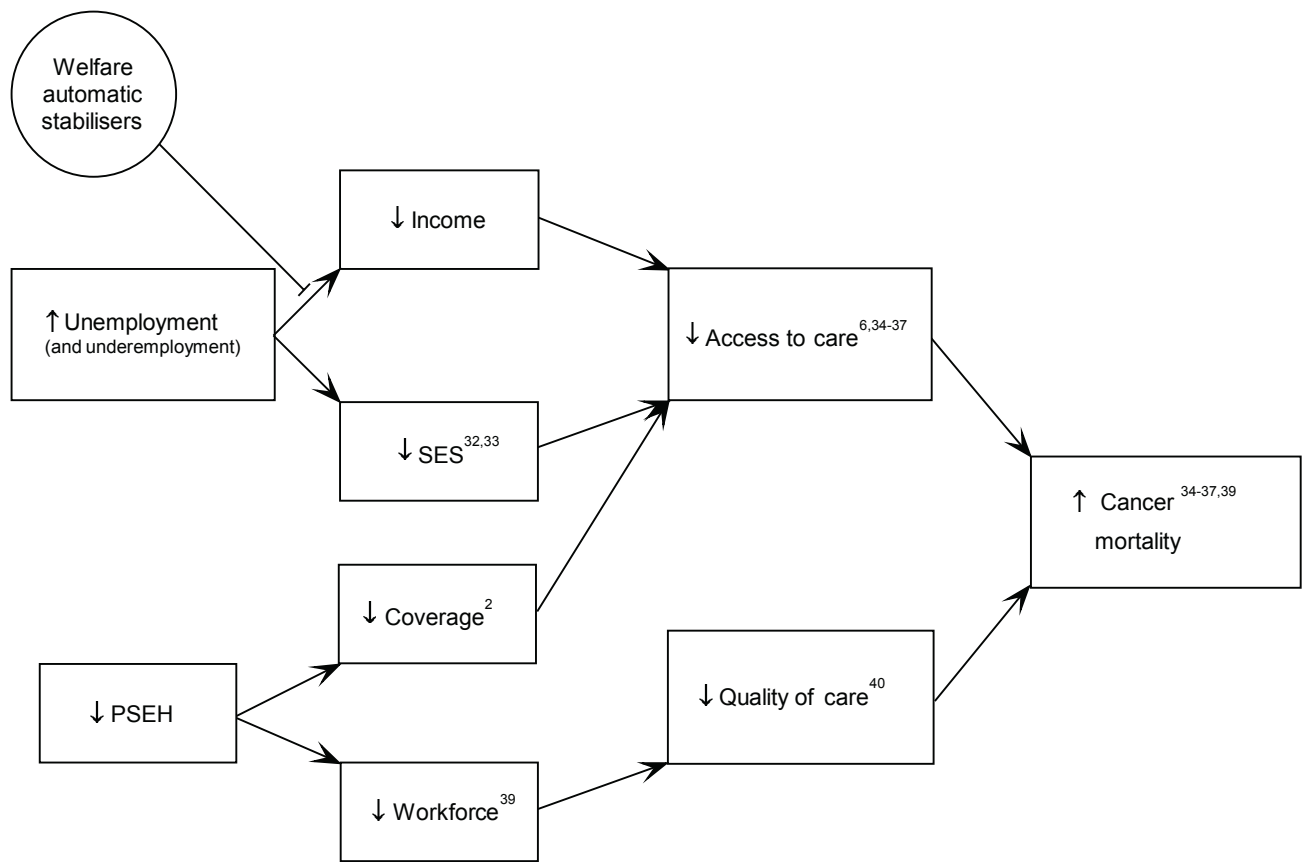 Welfare
automatic
stabilisers
↓ Income
↑ Unemployment
(and underemployment)
↓ Access to care6,34-37
↓ SES32,33
↑ Cancer 34-37,39
mortality
↓ Coverage2
↓ Quality of care40
↓ PSEH
↓ Workforce39